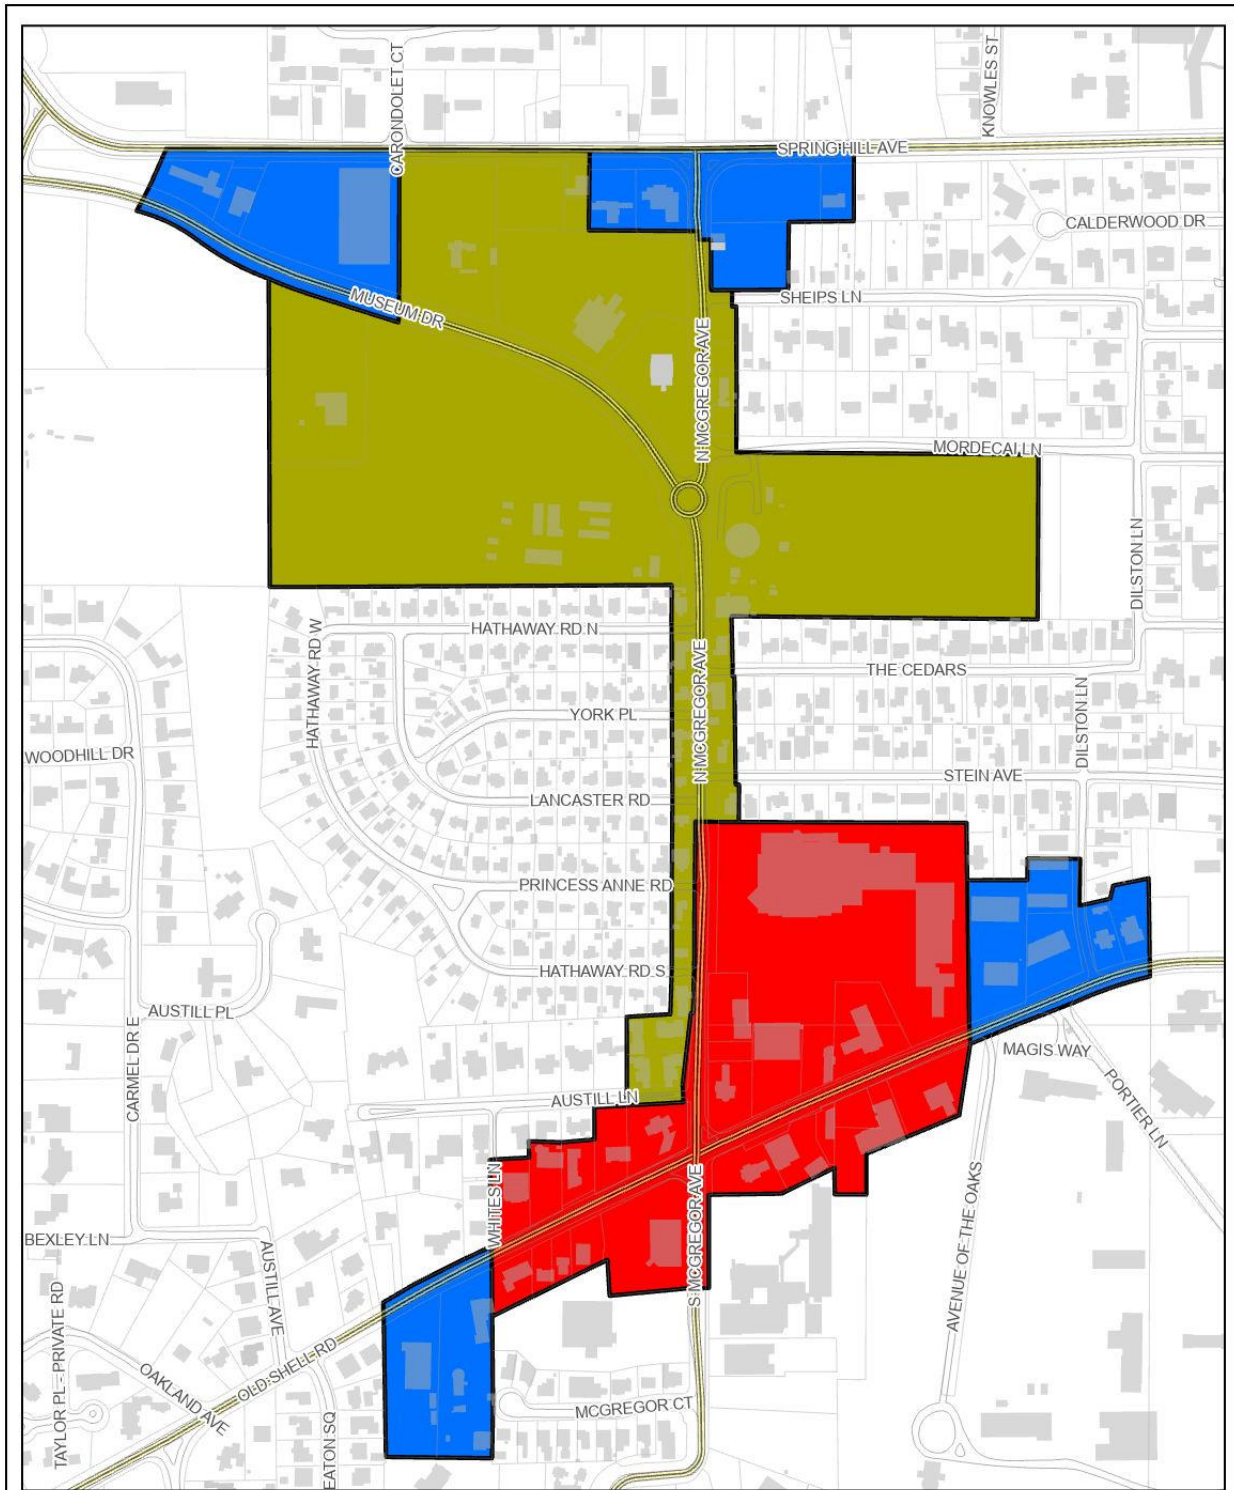 CARONDOLET CT
KNOWLES ST
SPRING HILL AVE
CALDERWOOD DR
SHEIPS LN
MUSEUM DR
N MCGREGOR AVE
MORDECAI LN
DILSTON LN
HATHAWAY RD N
HATHAWAY RD W
N MCGREGOR AVE
THE CEDARS
YORK PL
DILSTON LN
WOODHILL DR
STEIN AVE
LANCASTER RD
PRINCESS ANNE RD
HATHAWAY RD S
AUSTILL PL
CARMEL DR E
MAGIS WAY
PORTIER LN
AUSTILL LN
WHITES LN
S MCGREGOR AVE
AVENUE OF THE OAKS
BEXLEY LN
AUSTILL AVE
TAYLOR PL - PRIVATE RD
OLD SHELL RD
OAKLAND AVE
EATON SQ
MCGREGOR CT